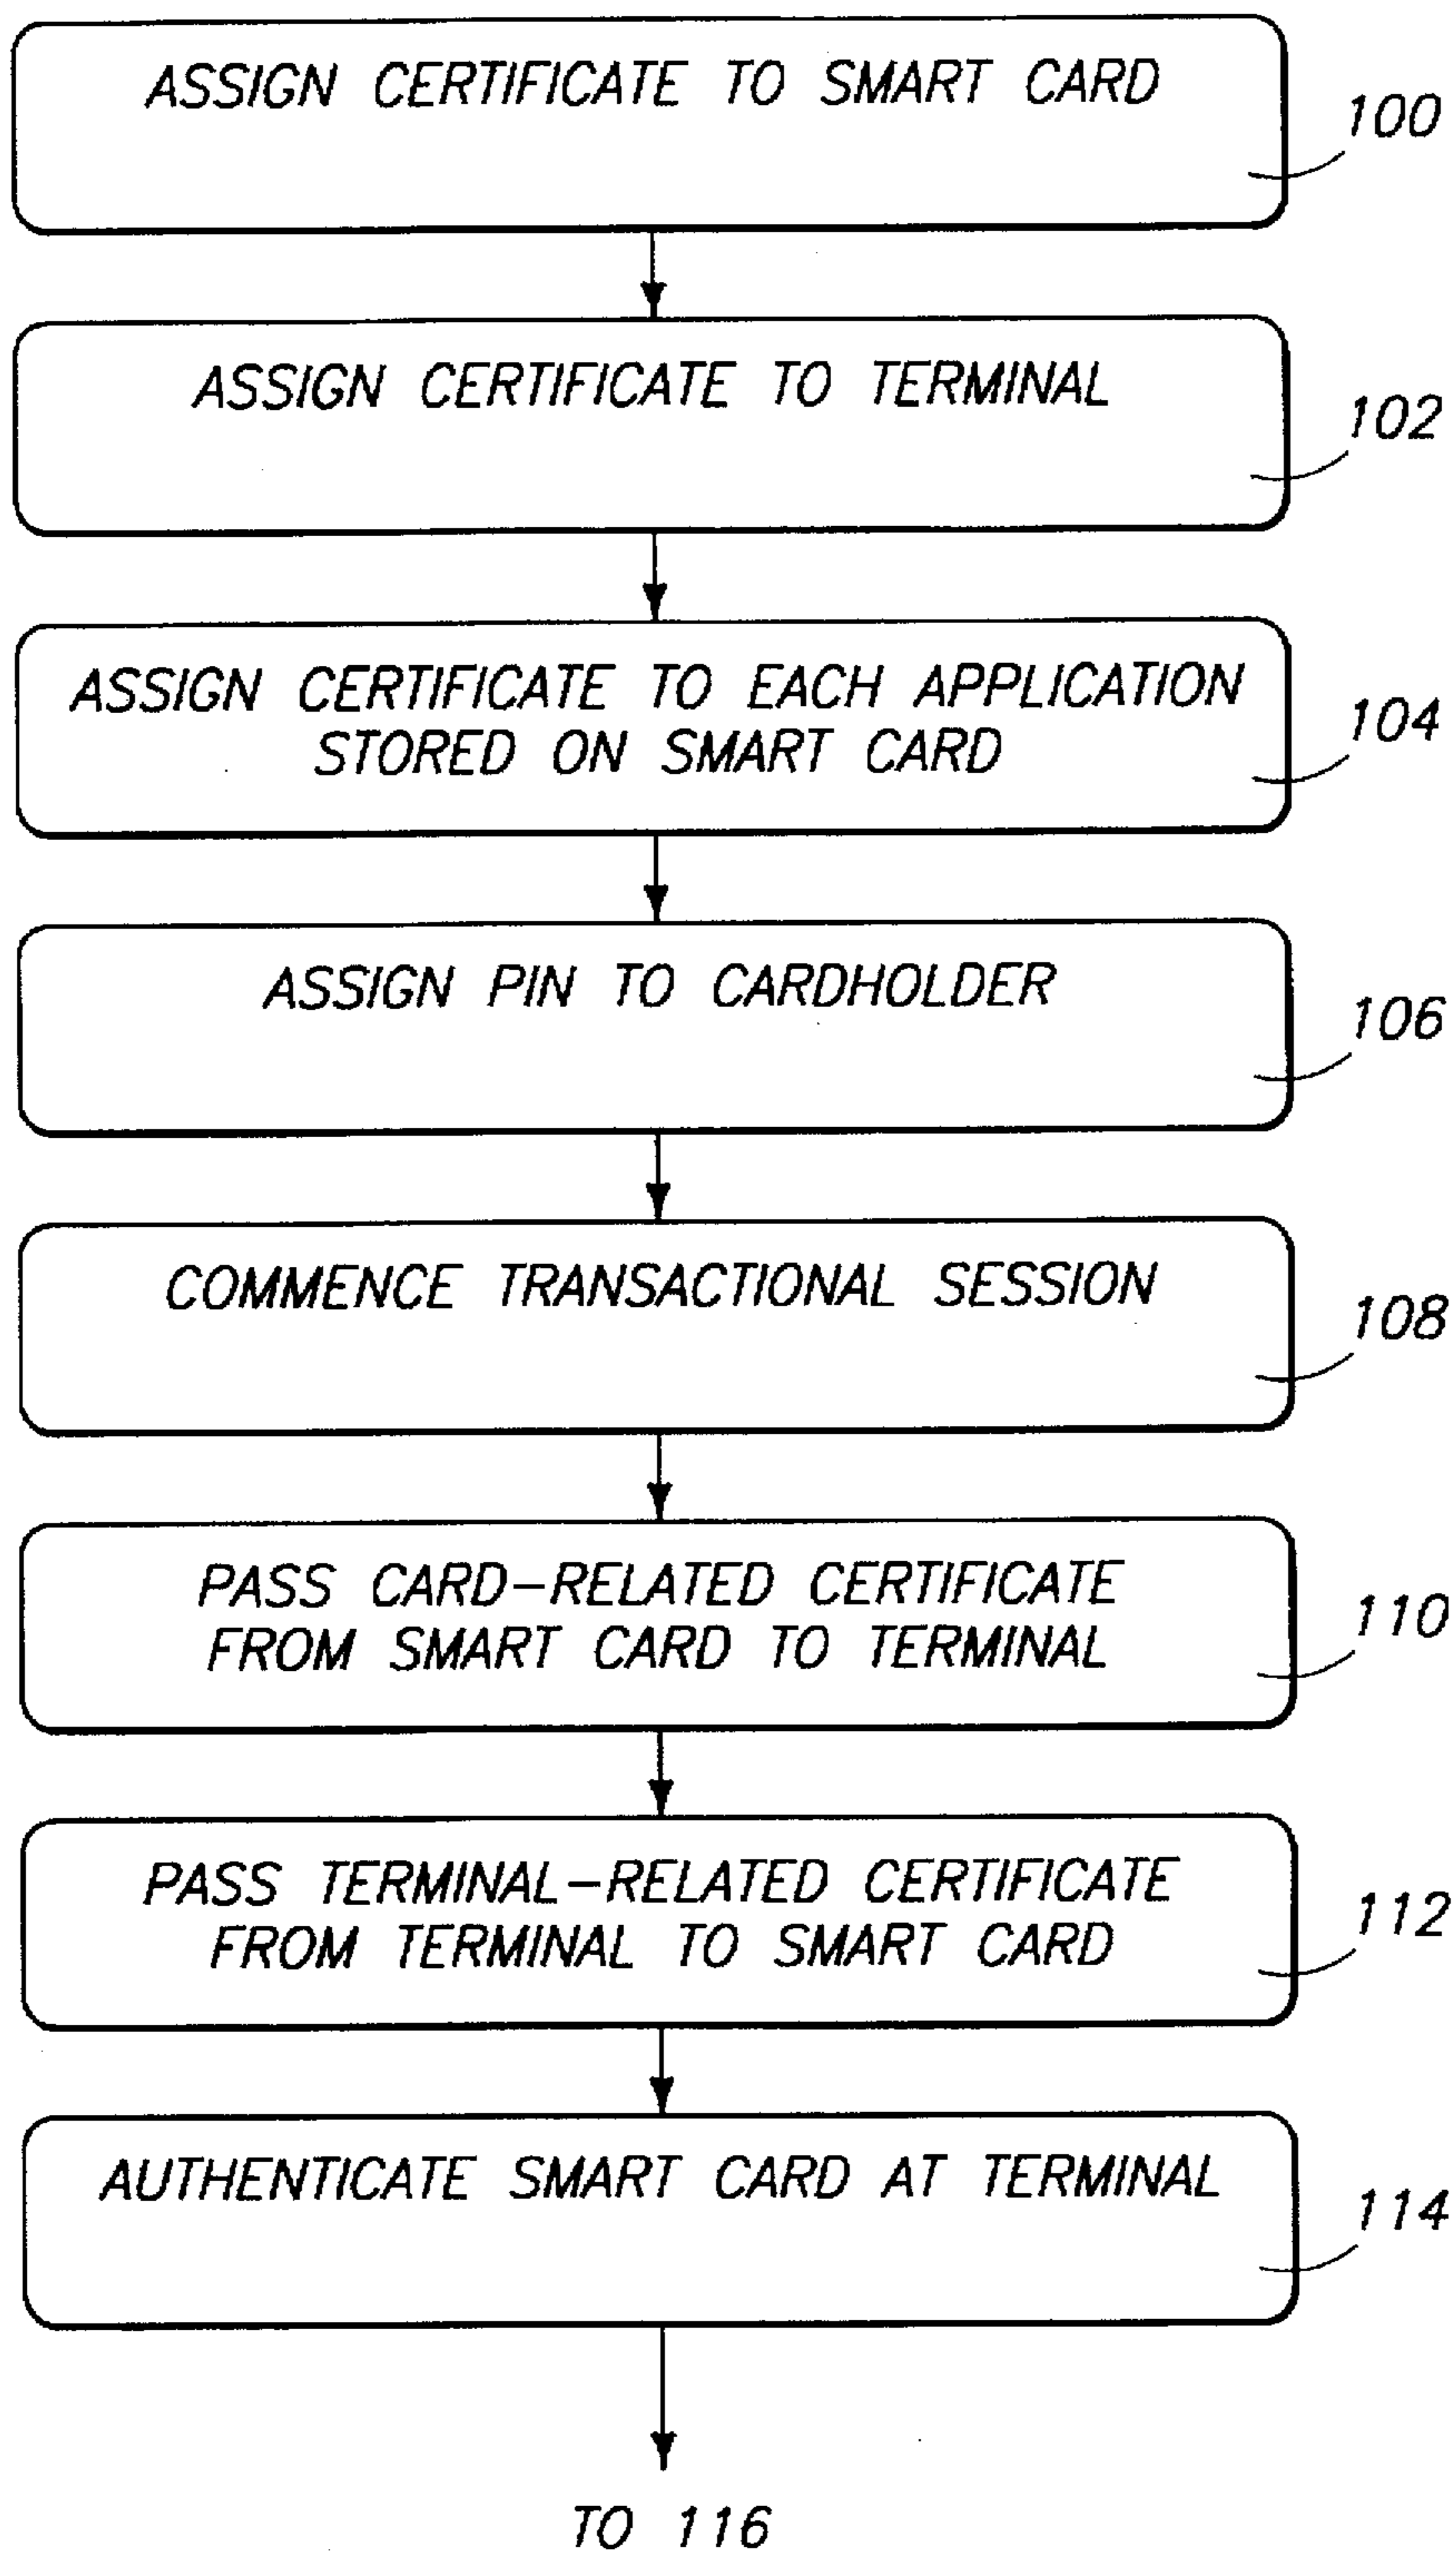 ASSIGN CERTIFICATE TO SMART CARD
100
ASSIGN CERTIFICATE TO TERMINAL
102
ASSIGN CERTIFICATE TO EACH APPLICATION
STORED ON SMART CARD
104
ASSIGN PIN TO CARDHOLDER
106
COMMENCE TRANSACTIONAL SESSION
108
PASS CARD-RELATED CERTIFICATE
FROM SMART CARD TO TERMINAL
110
PASS TERMINAL-RELATED CERTIFICATE
FROM TERMINAL TO SMART CARD
112
AUTHENTICATE SMART CARD AT TERMINAL
114
TO 116